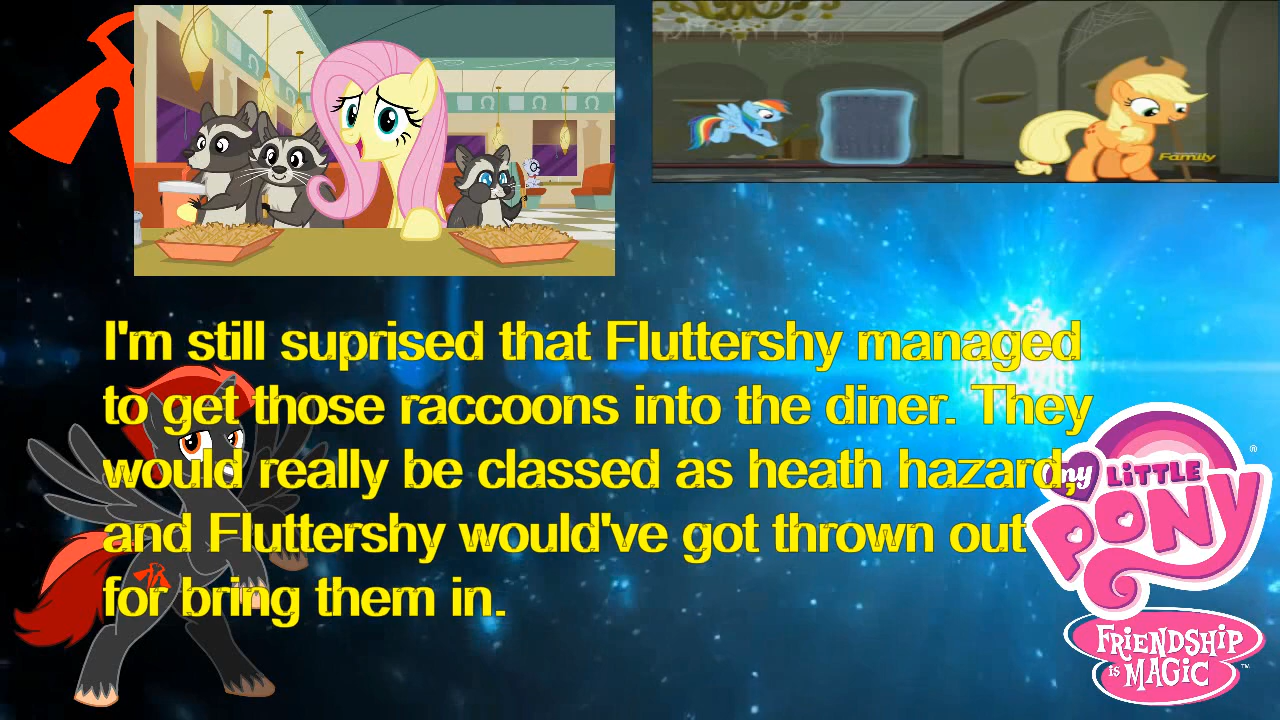 Family
I'm still suprised that Fluttershy managed
to get those raccoons into the diner. They
would really be classed as heath hazard,
and Fluttershy would've got thrown out
for bring them in.
my LiTTLE
PONY
®
FRiENDSHiP
iS MAGiC
™